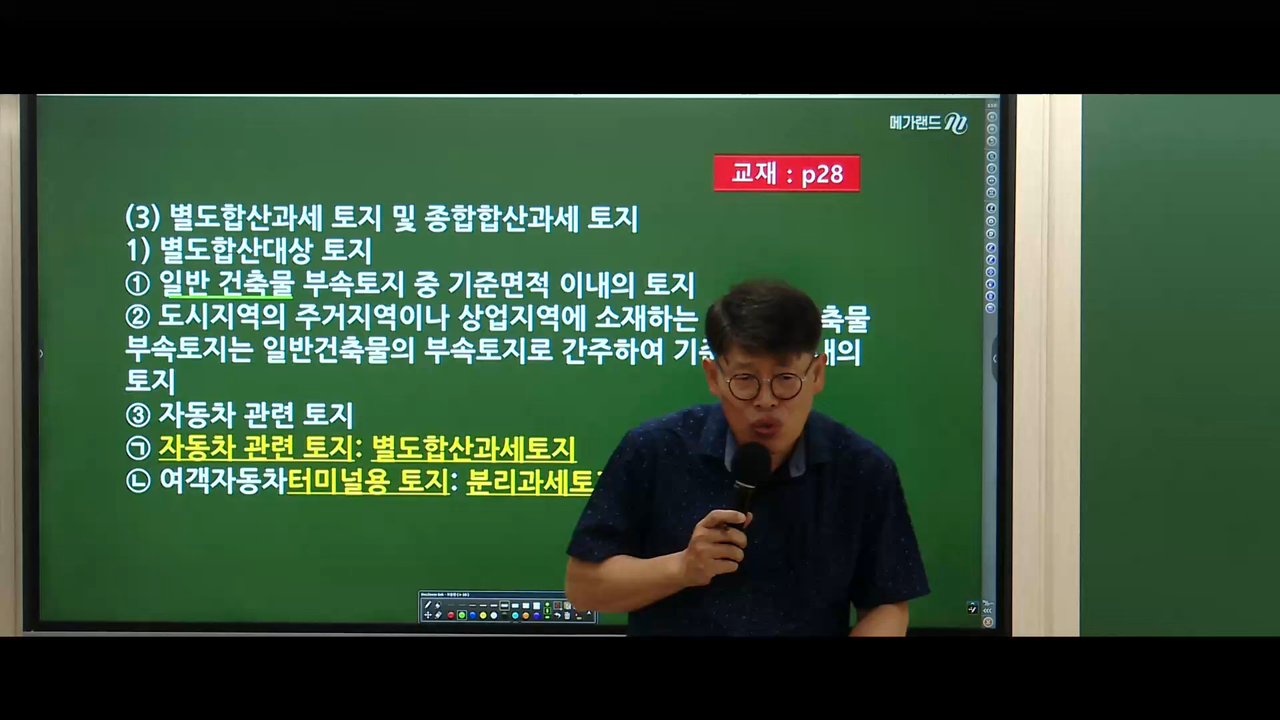 메가랜드
교재 : p28
(3) 별도합산과세 토지 및 종합합산과세 토지
1) 별도합산대상 토지
① 일반 건축물 부속토지 중 기준면적 이내의 토지
② 도시지역의 주거지역이나 상업지역에 소재하는 축물
부속토지는 일반건축물의 부속토지로 간주하여 내의
토지
③ 자동차 관련 토지
㉠ 자동차 관련 토지: 별도합산과세토지
㉡ 여객자동차터미널용 토지: 분리과세토